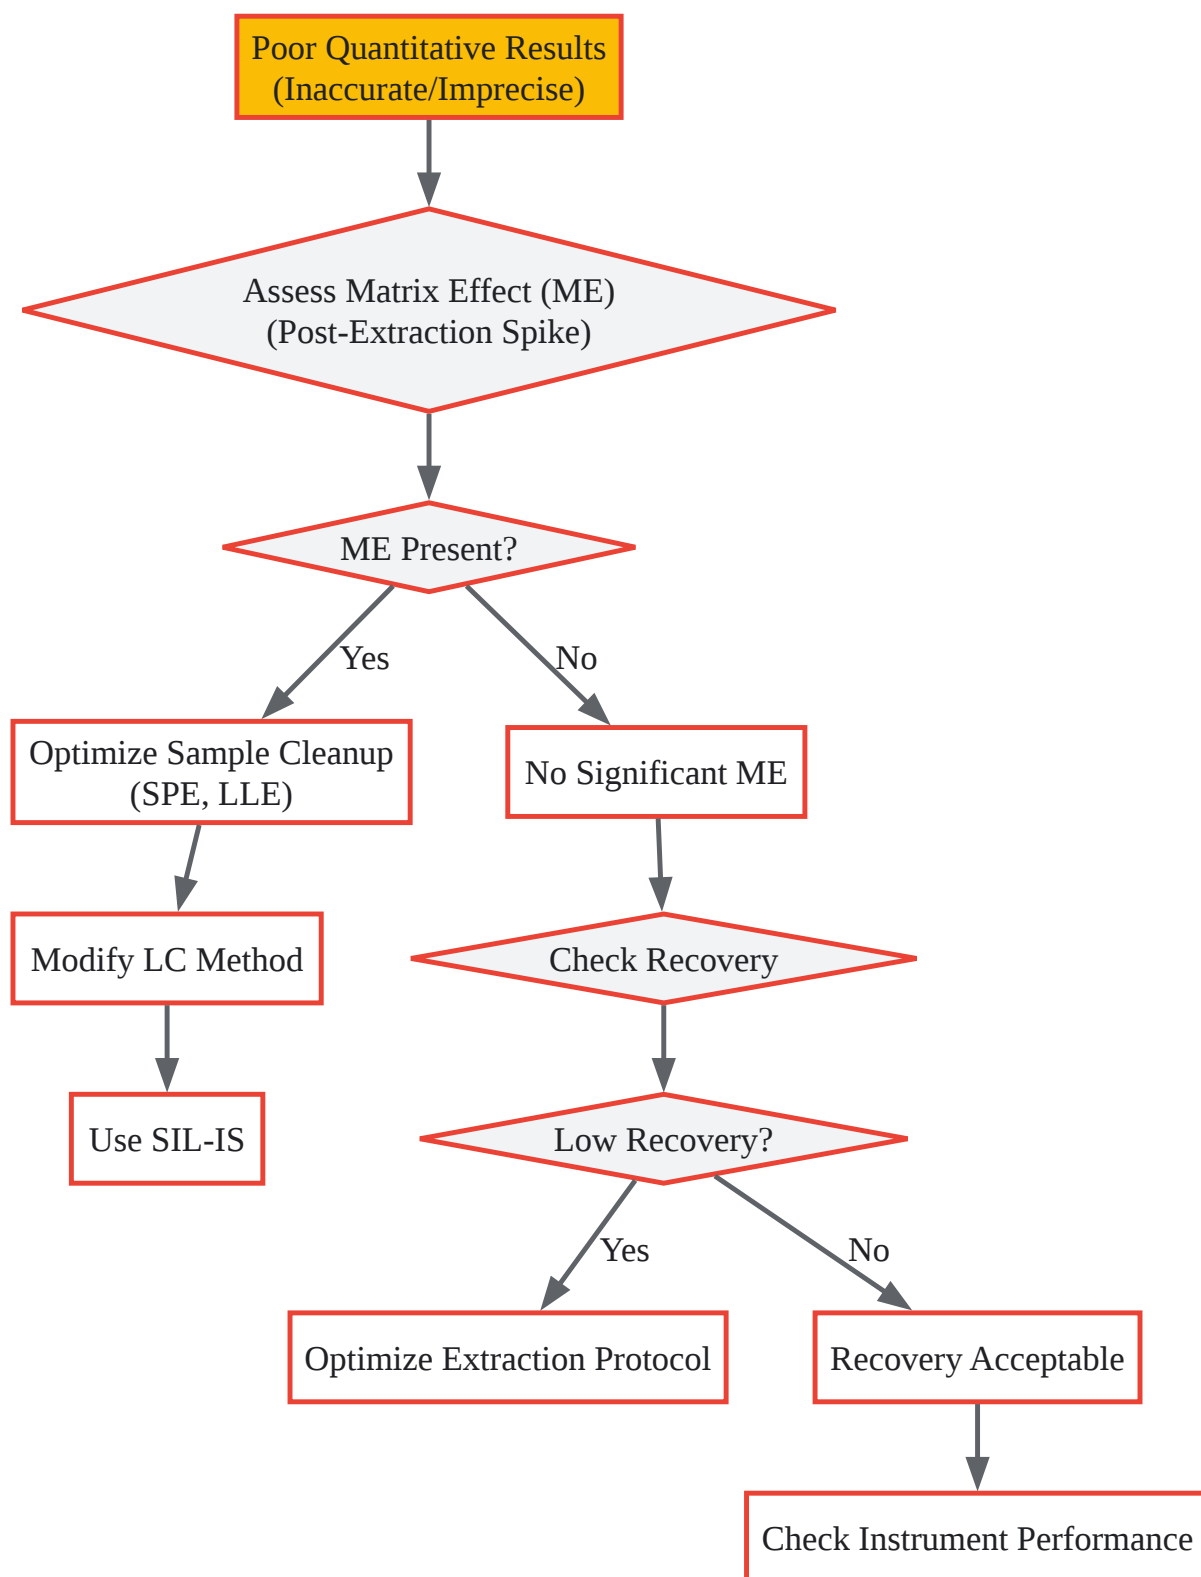 Poor Quantitative Results
(Inaccurate/Imprecise)
Assess Matrix Effect (ME)
(Post-Extraction Spike)
ME Present?
Yes
No
Optimize Sample Cleanup
(SPE, LLE)
No Significant ME
Modify LC Method
Check Recovery
Use SIL-IS
Low Recovery?
Yes
No
Optimize Extraction Protocol
Recovery Acceptable
Check Instrument Performance